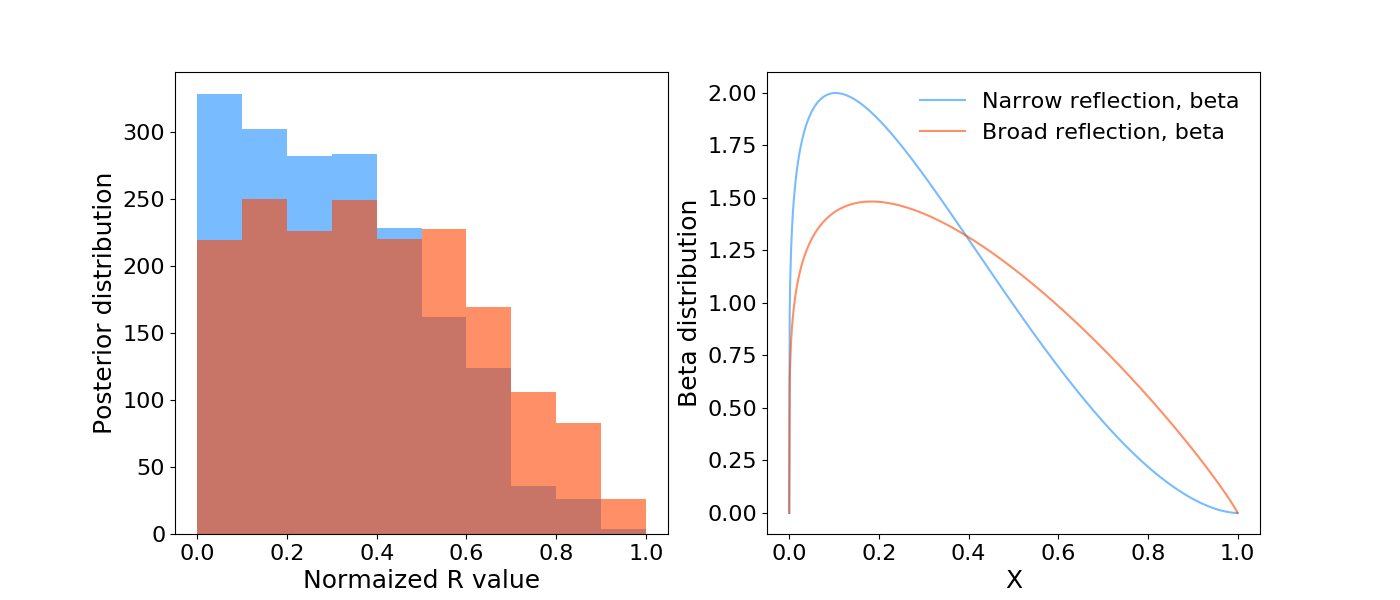 Posterior distribution
300
250
200
150
100
50
0
0.0 0.2 0.4 0.6 0.8 1.0
Normaized R value
Beta distribution
2.00
1.75
1.50
1.25
1.00
0.75
0.50
0.25
0.00
0.0 0.2 0.4 0.6 0.8 1.0
X
Narrow reflection, beta
Broad reflection, beta